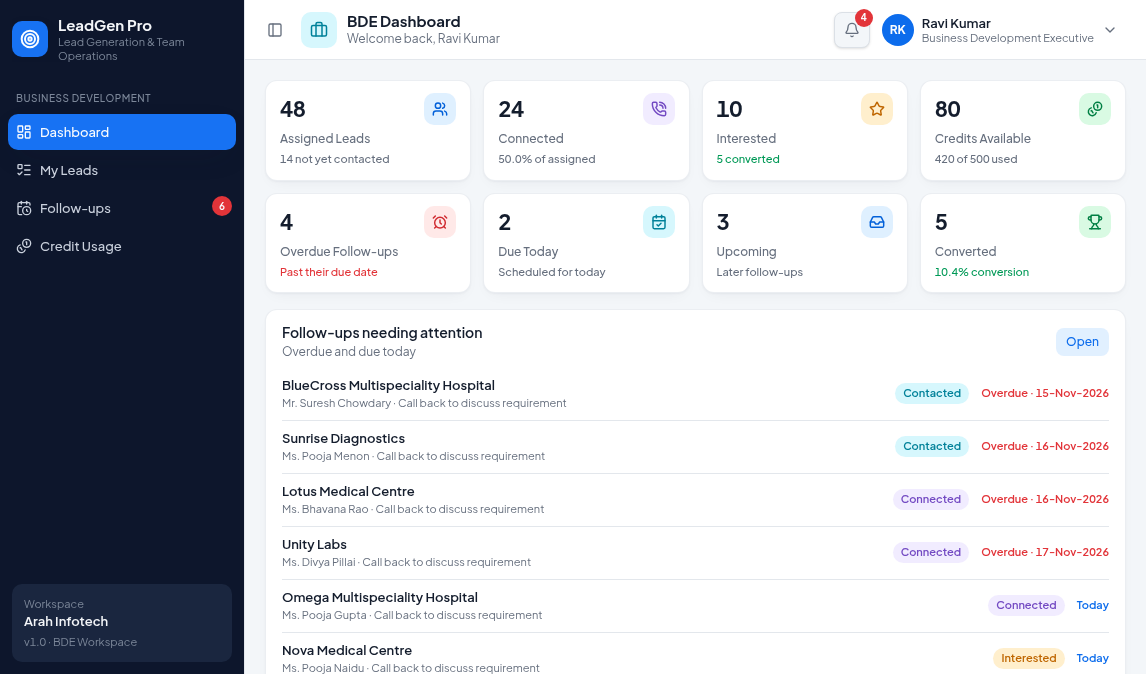 LeadGen Pro
Lead Generation & Team
Operations
BUSINESS DEVELOPMENT
Dashboard
My Leads
Follow-ups
6
Credit Usage
Workspace
Arah Infotech
v1.0 · BDE Workspace
BDE Dashboard
Welcome back, Ravi Kumar
4
RK
Ravi Kumar
Business Development Executive
48
Assigned Leads
14 not yet contacted
24
Connected
50.0% of assigned
10
Interested
5 converted
80
Credits Available
420 of 500 used
4
Overdue Follow-ups
Past their due date
2
Due Today
Scheduled for today
3
Upcoming
Later follow-ups
5
Converted
10.4% conversion
Follow-ups needing attention
Overdue and due today
Open
BlueCross Multispeciality Hospital
Mr. Suresh Chowdary · Call back to discuss requirement
Contacted
Overdue · 15-Nov-2026
Sunrise Diagnostics
Ms. Pooja Menon · Call back to discuss requirement
Contacted
Overdue · 16-Nov-2026
Lotus Medical Centre
Ms. Bhavana Rao · Call back to discuss requirement
Connected
Overdue · 16-Nov-2026
Unity Labs
Ms. Divya Pillai · Call back to discuss requirement
Connected
Overdue · 17-Nov-2026
Omega Multispeciality Hospital
Ms. Pooja Gupta · Call back to discuss requirement
Connected
Today
Nova Medical Centre
Ms. Pooja Naidu · Call back to discuss requirement
Interested
Today